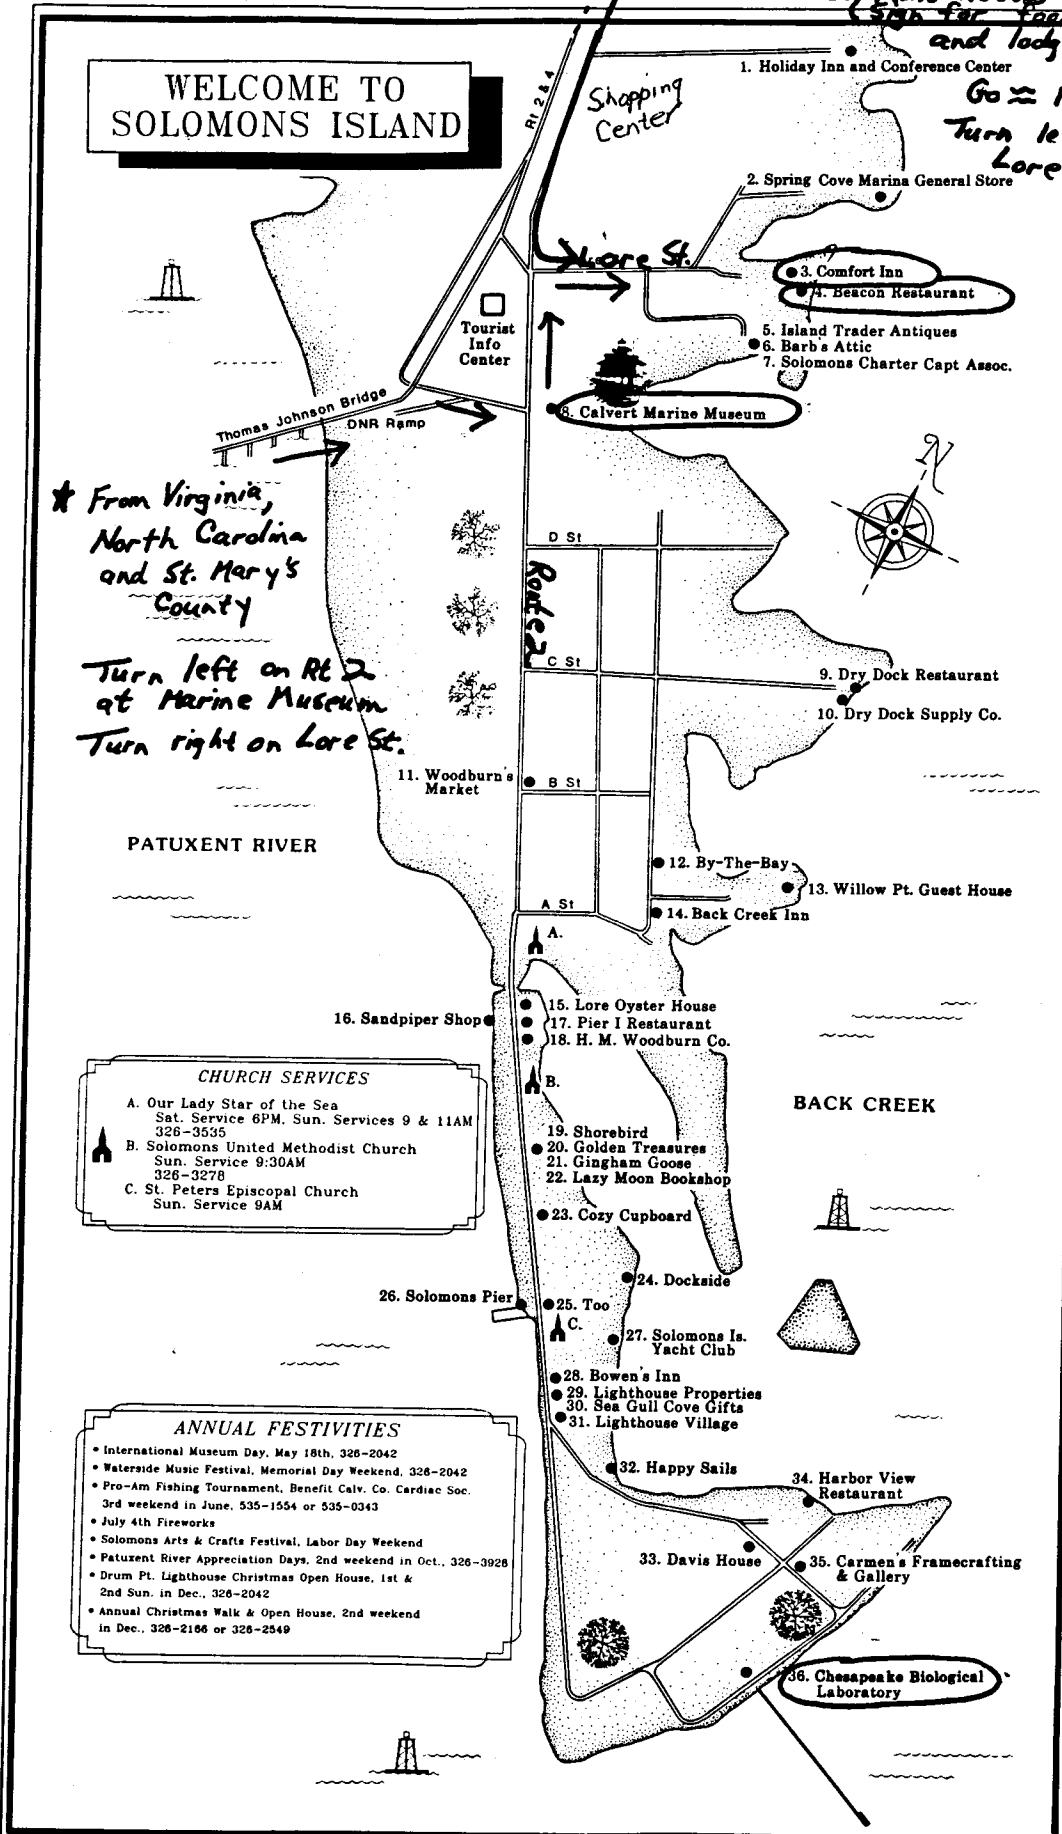 (Sign for food
and lodg
Go ≈ 1
Turn le
Lore
WELCOME TO
SOLOMONS ISLAND
Rt 2 & 4
Shopping
Center
1. Holiday Inn and Conference Center
2. Spring Cove Marina General Store
Lore St.
3. Comfort Inn
4. Beacon Restaurant
Tourist
Info
Center
5. Island Trader Antiques
6. Barb's Attic
7. Solomons Charter Capt Assoc.
Thomas Johnson Bridge
DNR Ramp
8. Calvert Marine Museum
N
* From Virginia,
North Carolina
and St. Mary's
County
Turn left on Rt 2
at Marine Museum
Turn right on Lore St.
D St
Route 2
C St
9. Dry Dock Restaurant
10. Dry Dock Supply Co.
11. Woodburn's
Market
B St
PATUXENT RIVER
12. By-The-Bay
13. Willow Pt. Guest House
A St
14. Back Creek Inn
A.
15. Lore Oyster House
16. Sandpiper Shop
17. Pier I Restaurant
18. H. M. Woodburn Co.
B.
CHURCH SERVICES
A. Our Lady Star of the Sea
Sat. Service 6PM, Sun. Services 9 & 11AM
326-3535
B. Solomons United Methodist Church
Sun. Service 9:30AM
326-3278
C. St. Peters Episcopal Church
Sun. Service 9AM
BACK CREEK
19. Shorebird
20. Golden Treasures
21. Gingham Goose
22. Lazy Moon Bookshop
23. Cozy Cupboard
24. Dockside
26. Solomons Pier
25. Too
C.
27. Solomons Is.
Yacht Club
28. Bowen's Inn
29. Lighthouse Properties
30. Sea Gull Cove Gifts
31. Lighthouse Village
ANNUAL FESTIVITIES
• International Museum Day, May 18th, 326-2042
• Waterside Music Festival, Memorial Day Weekend, 326-2042
• Pro-Am Fishing Tournament, Benefit Calv. Co. Cardiac Soc.
3rd weekend in June, 535-1554 or 535-0343
• July 4th Fireworks
• Solomons Arts & Crafts Festival, Labor Day Weekend
• Patuxent River Appreciation Days, 2nd weekend in Oct., 326-3928
• Drum Pt. Lighthouse Christmas Open House, 1st &
2nd Sun. in Dec., 326-2042
• Annual Christmas Walk & Open House, 2nd weekend
in Dec., 326-2166 or 326-2549
32. Happy Sails
34. Harbor View
Restaurant
33. Davis House
35. Carmen's Framecrafting
& Gallery
36. Chesapeake Biological
Laboratory